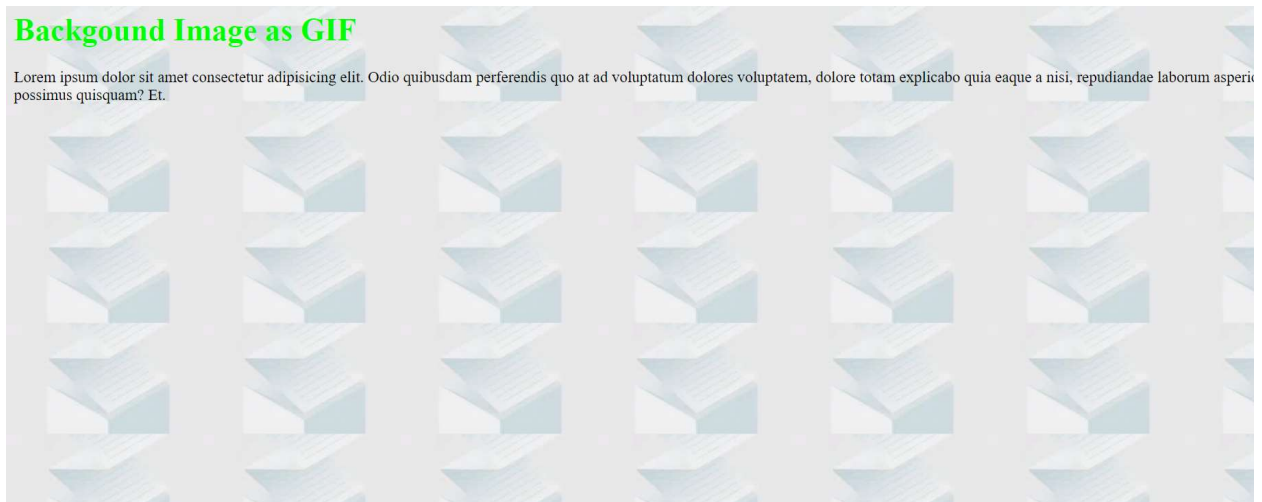 Backgound Image as GIF
Lorem ipsum dolor sit amet consectetur adipisicing elit. Odio quibusdam perferendis quo at ad voluptatum dolores voluptatem, dolore totam explicabo quia eaque a nisi, repudiandae laborum
possimus quisquam? Et.